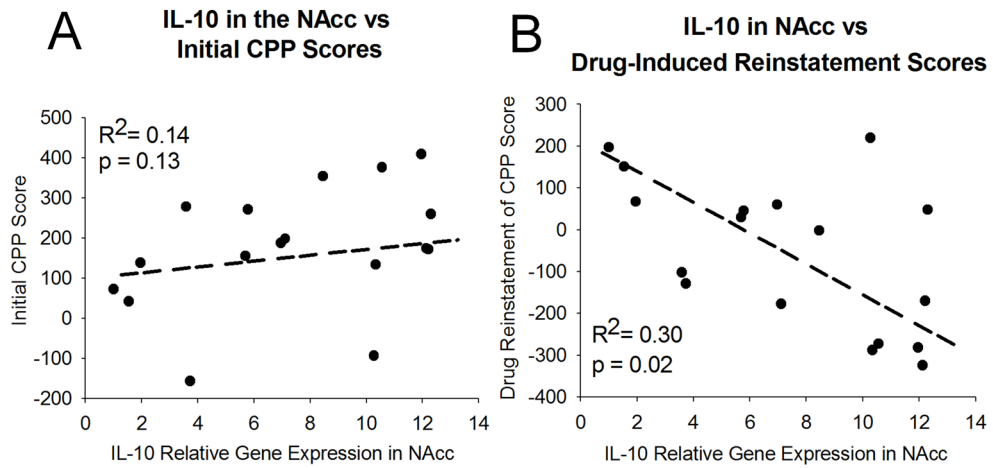 A
IL-10 in the NAcc vs
Initial CPP Scores
500
400
300
200
100
0
-100
-200
Initial CPP Score
R2= 0.14
p = 0.13
0 2 4 6 8 10 12 14
IL-10 Relative Gene Expression in NAcc
B
IL-10 in NAcc vs
Drug-Induced Reinstatement Scores
300
200
100
0
-100
-200
-300
-400
Drug Reinstatement of CPP Score
R2= 0.30
p = 0.02
0 2 4 6 8 10 12 14
IL-10 Relative Gene Expression in NAcc